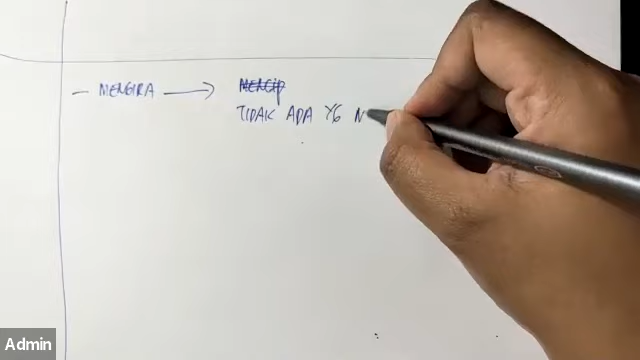 - MENGIRA →
TIDAK ADA YG N
Admin